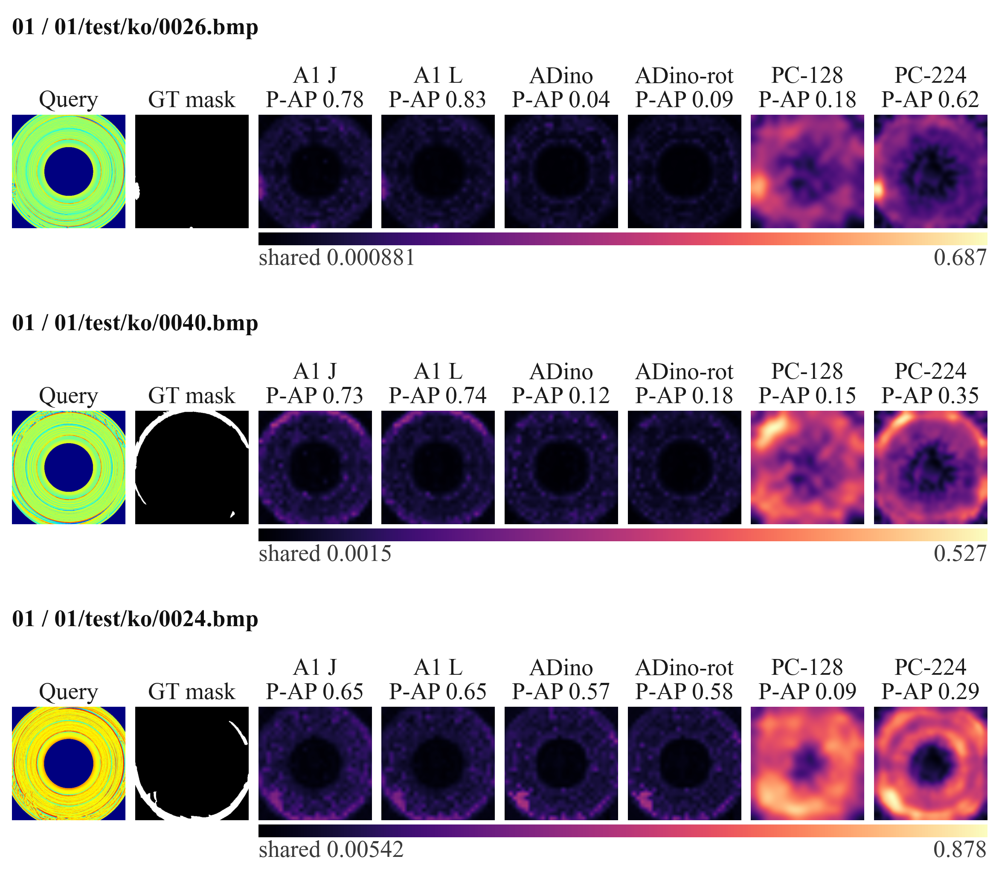 01 / 01/test/ko/0026.bmp
Query
GT mask
A1 J
P-AP 0.78
A1 L
P-AP 0.83
ADino
P-AP 0.04
ADino-rot
P-AP 0.09
PC-128
P-AP 0.18
PC-224
P-AP 0.62
shared 0.000881
0.687
01 / 01/test/ko/0040.bmp
Query
GT mask
A1 J
P-AP 0.73
A1 L
P-AP 0.74
ADino
P-AP 0.12
ADino-rot
P-AP 0.18
PC-128
P-AP 0.15
PC-224
P-AP 0.35
shared 0.0015
0.527
01 / 01/test/ko/0024.bmp
Query
GT mask
A1 J
P-AP 0.65
A1 L
P-AP 0.65
ADino
P-AP 0.57
ADino-rot
P-AP 0.58
PC-128
P-AP 0.09
PC-224
P-AP 0.29
shared 0.00542
0.878